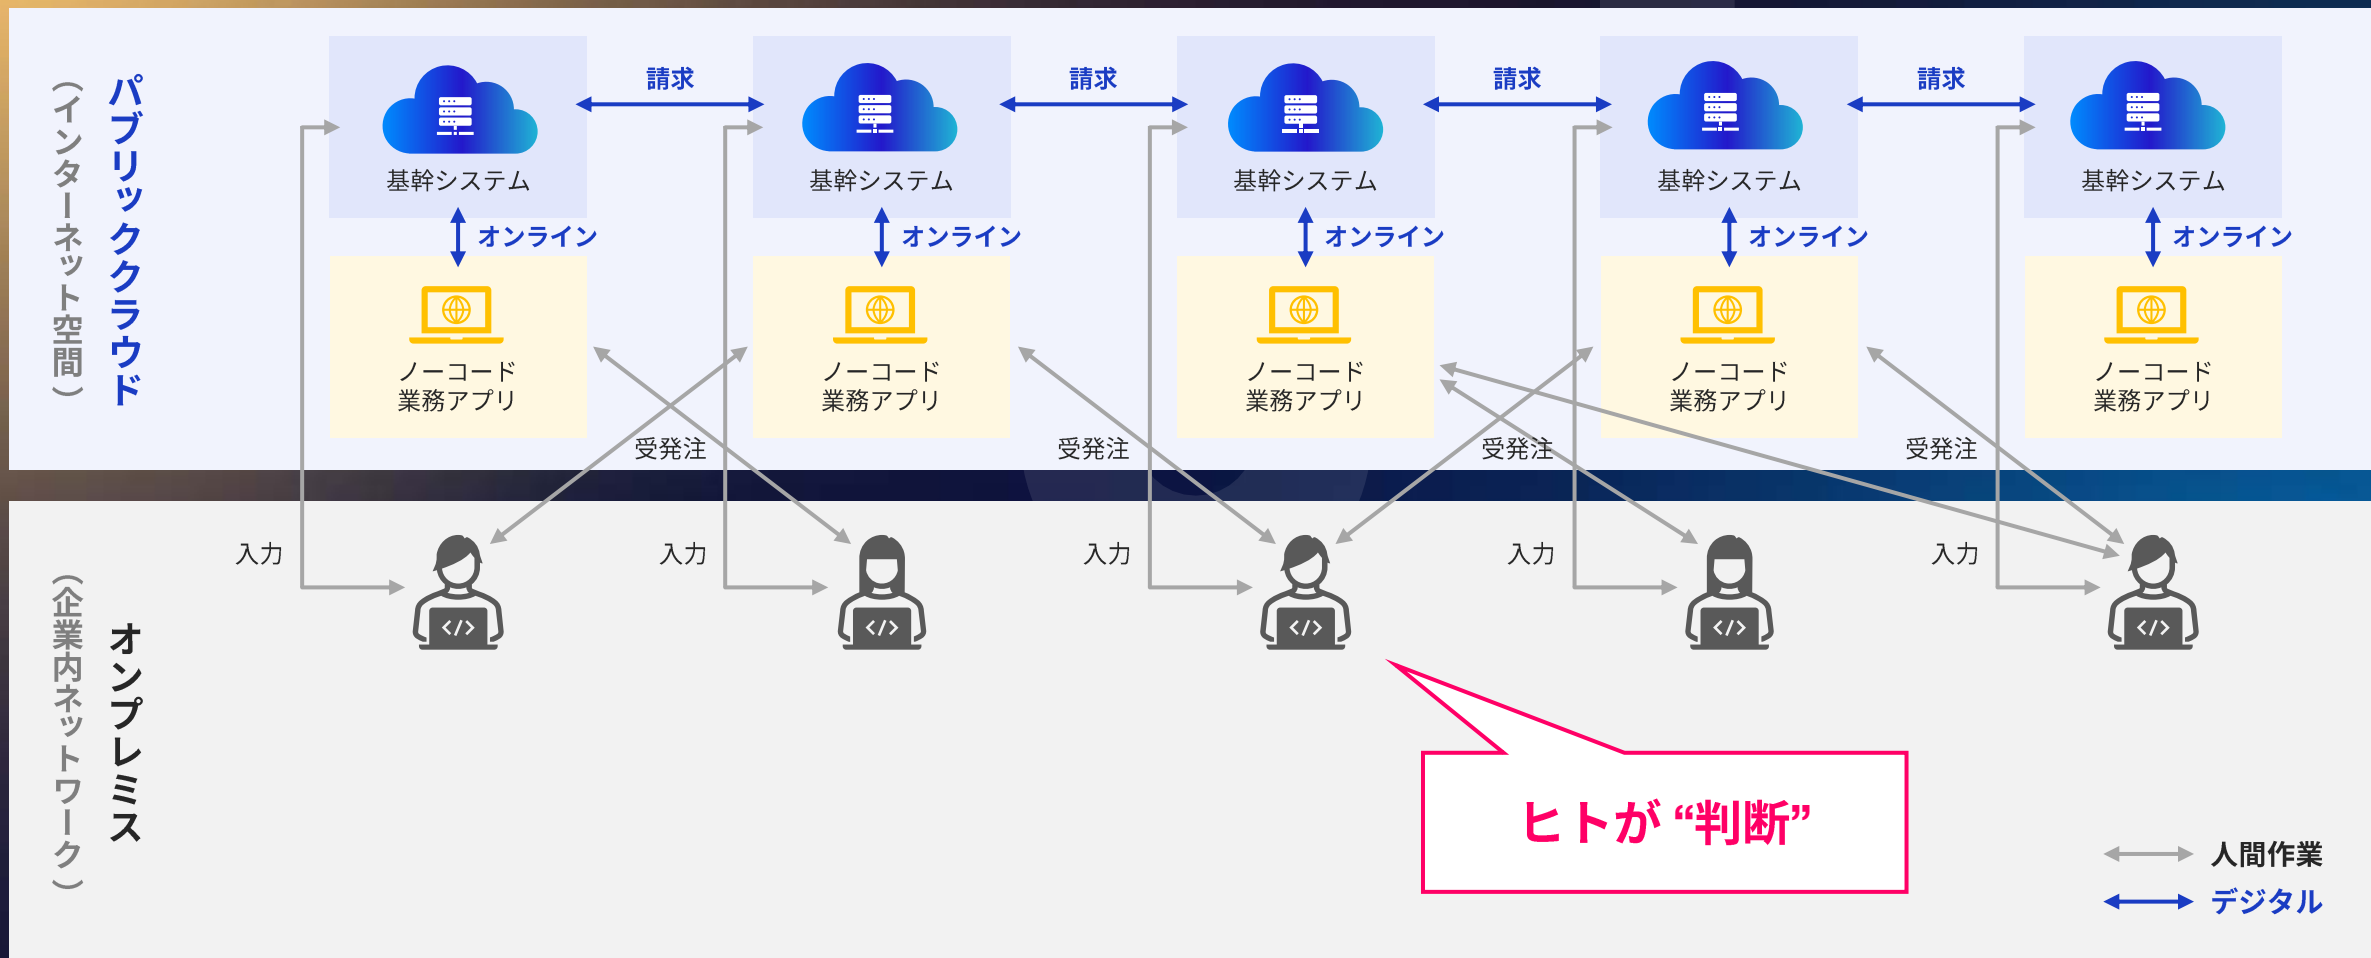 パブリッククラウド
（インターネット空間）
請求
請求
請求
請求
基幹システム
基幹システム
基幹システム
基幹システム
基幹システム
オンライン
オンライン
オンライン
オンライン
オンライン
ノーコード
業務アプリ
ノーコード
業務アプリ
ノーコード
業務アプリ
ノーコード
業務アプリ
ノーコード
業務アプリ
受発注
受発注
受発注
受発注
オンプレミス
（企業内ネットワーク）
入力
入力
入力
入力
入力
ヒトが “判断”
人間作業
デジタル